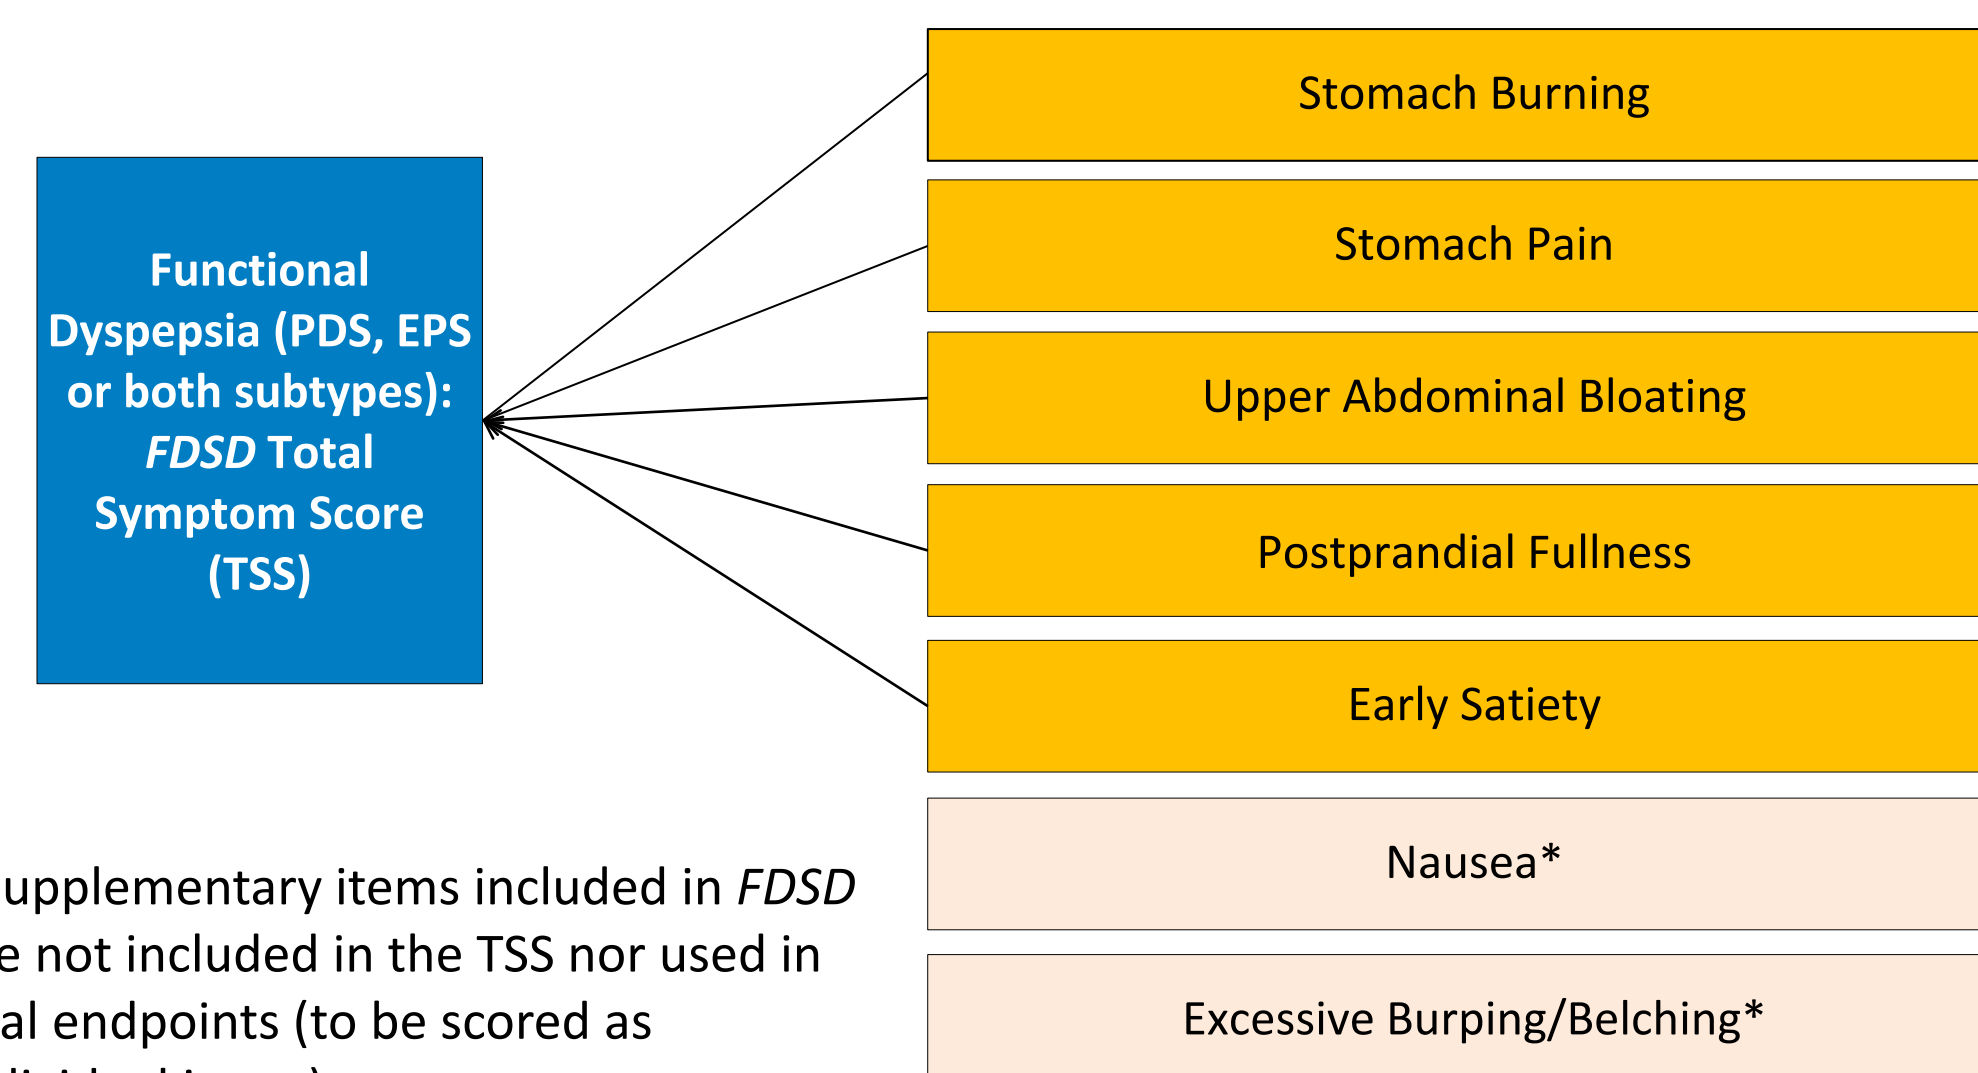 Stomach Burning
Stomach Pain
Functional
Dyspepsia (PDS, EPS
or both subtypes):
FDSD Total
Symptom Score
(TSS)
Upper Abdominal Bloating
Postprandial Fullness
Early Satiety
Nausea*
Excessive Burping/Belching*
upplementary items included in FDSD
e not included in the TSS nor used in
al endpoints (to be scored as